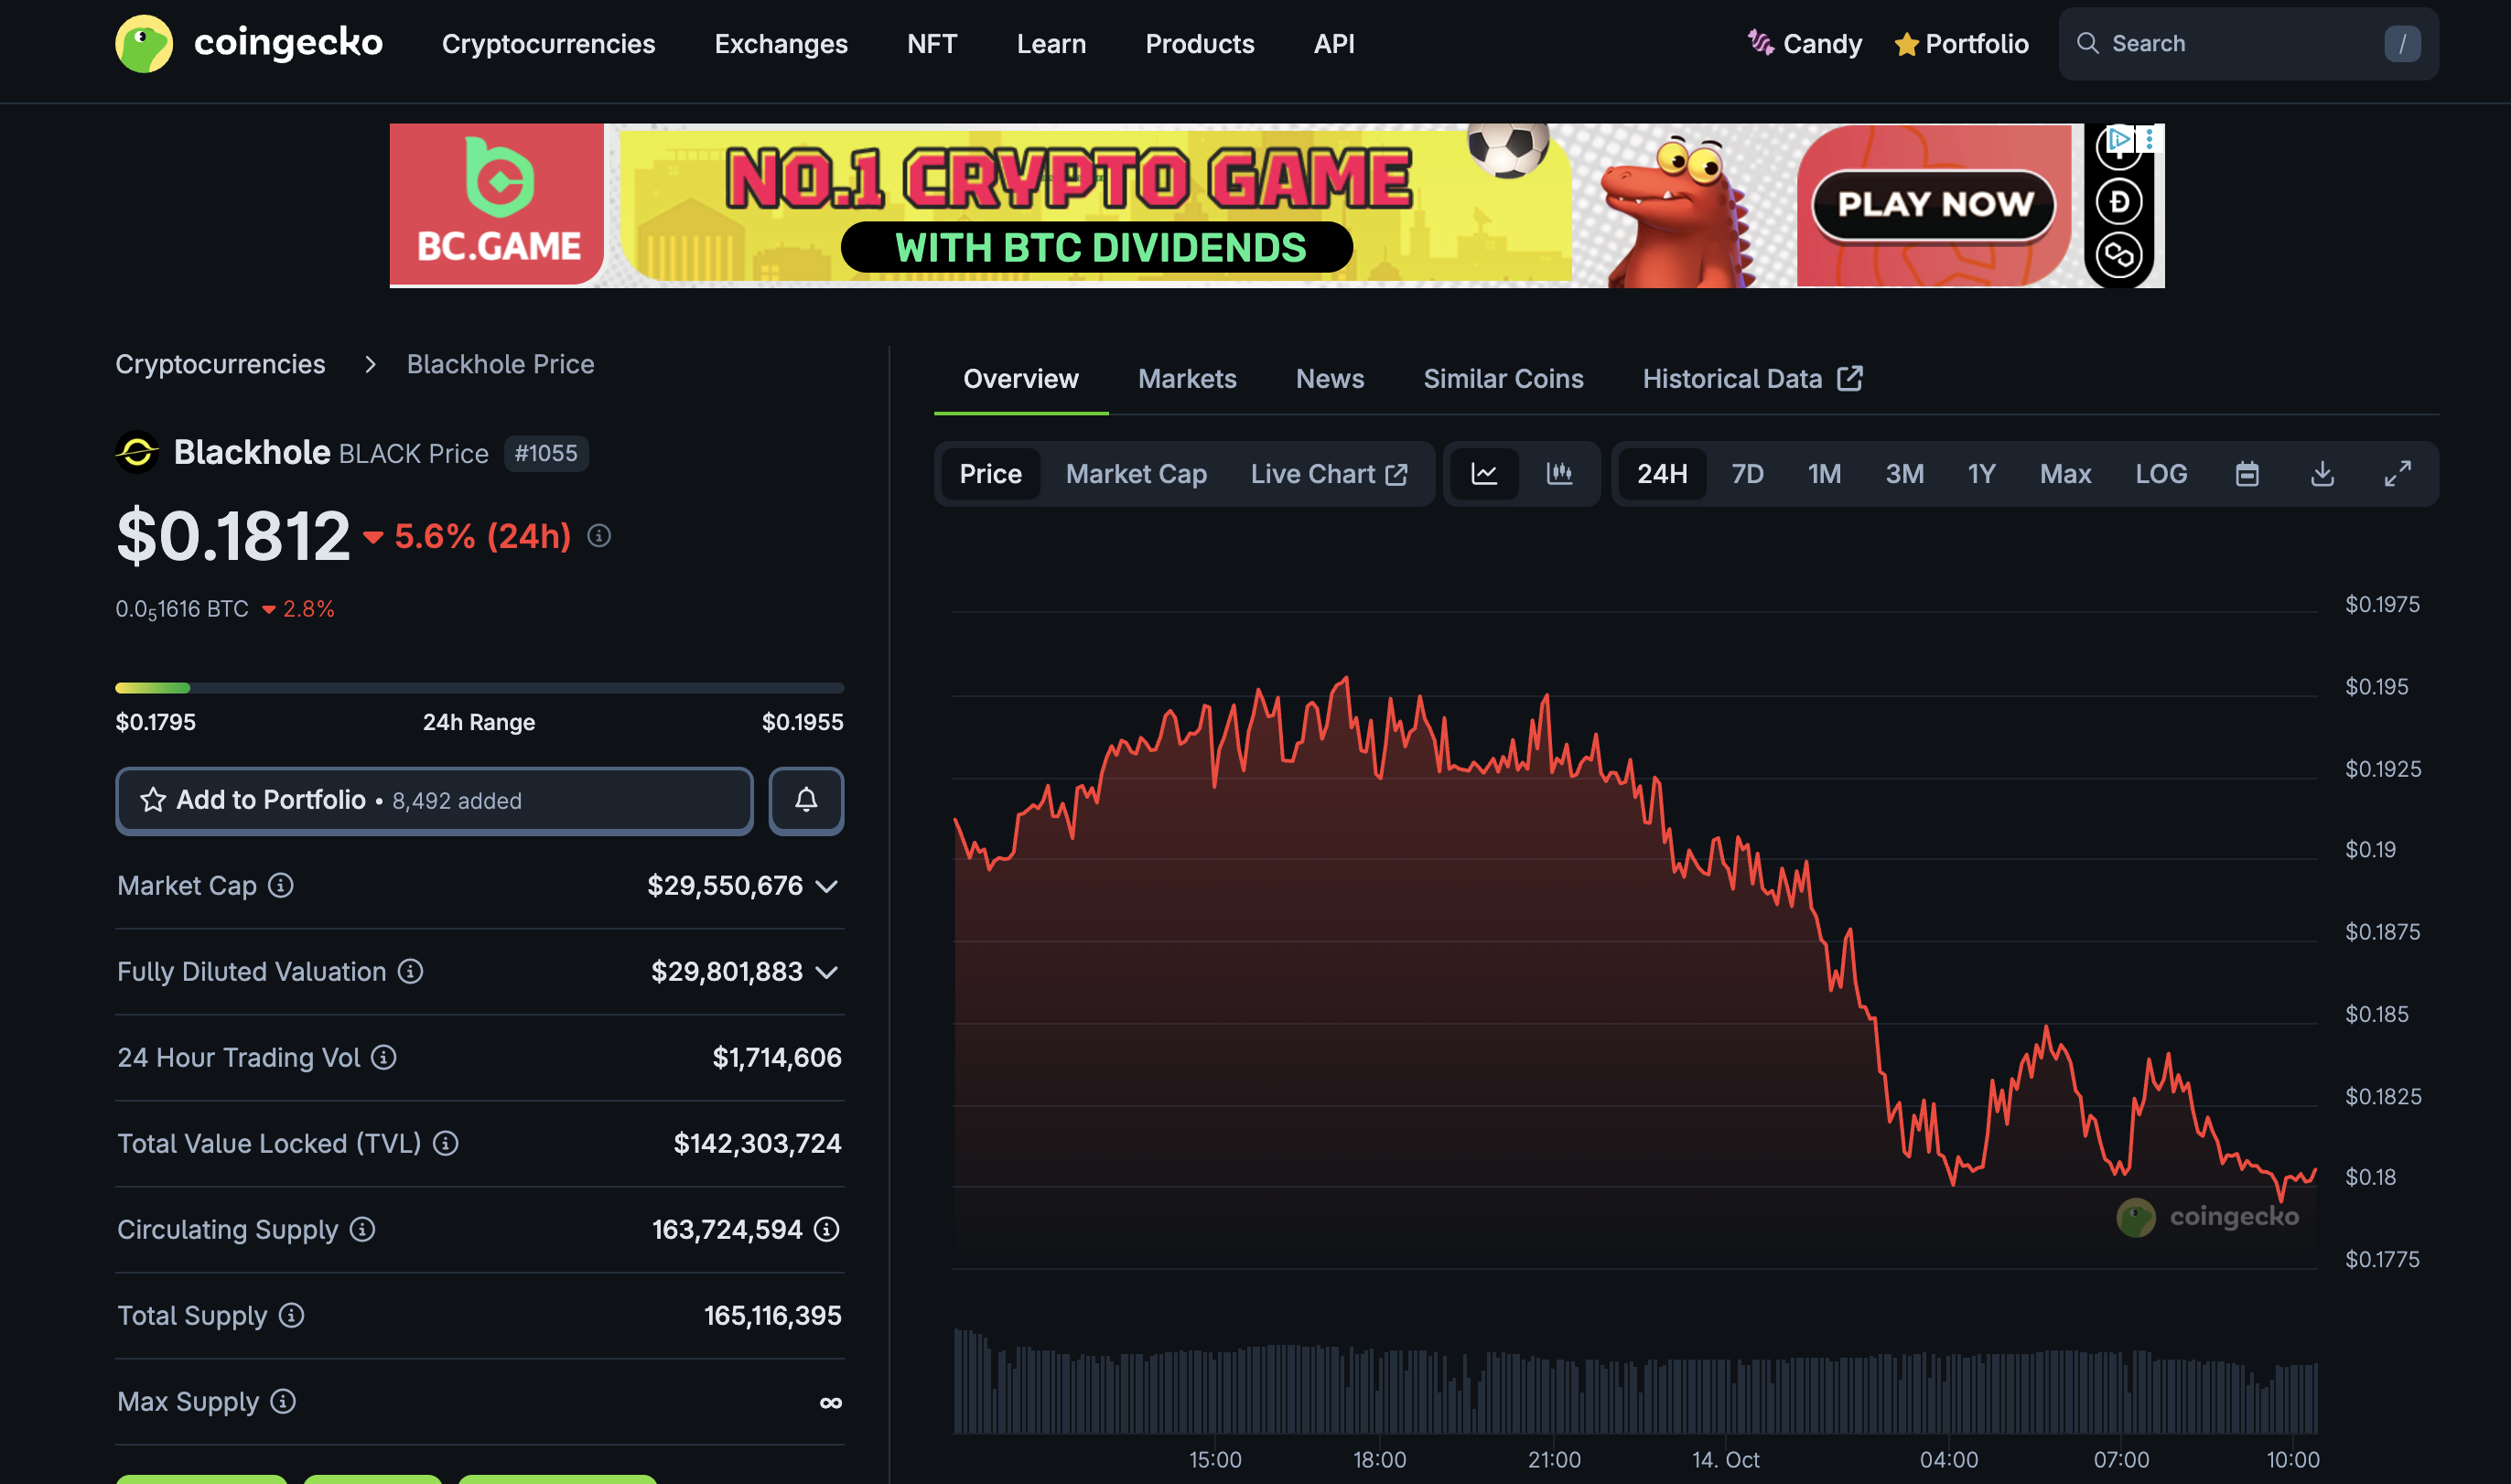 coingecko Cryptocurrencies Exchanges NFT Learn Products API Candy Portfolio Search /
BC.GAME
NO.1 CRYPTO GAME
WITH BTC DIVIDENDS
PLAY NOW
Cryptocurrencies > Blackhole Price
Blackhole BLACK Price #1055
$0.1812 5.6% (24h)
0.0₅1616 BTC 2.8%
$0.1795 24h Range $0.1955
Add to Portfolio • 8,492 added
Market Cap $29,550,676
Fully Diluted Valuation $29,801,883
24 Hour Trading Vol $1,714,606
Total Value Locked (TVL) $142,303,724
Circulating Supply 163,724,594
Total Supply 165,116,395
Max Supply ∞
Overview Markets News Similar Coins Historical Data
Price Market Cap Live Chart 24H 7D 1M 3M 1Y Max LOG
$0.1975
$0.195
$0.1925
$0.19
$0.1875
$0.185
$0.1825
$0.18
coingecko
$0.1775
15:00 18:00 21:00 14. Oct 04:00 07:00 10:00